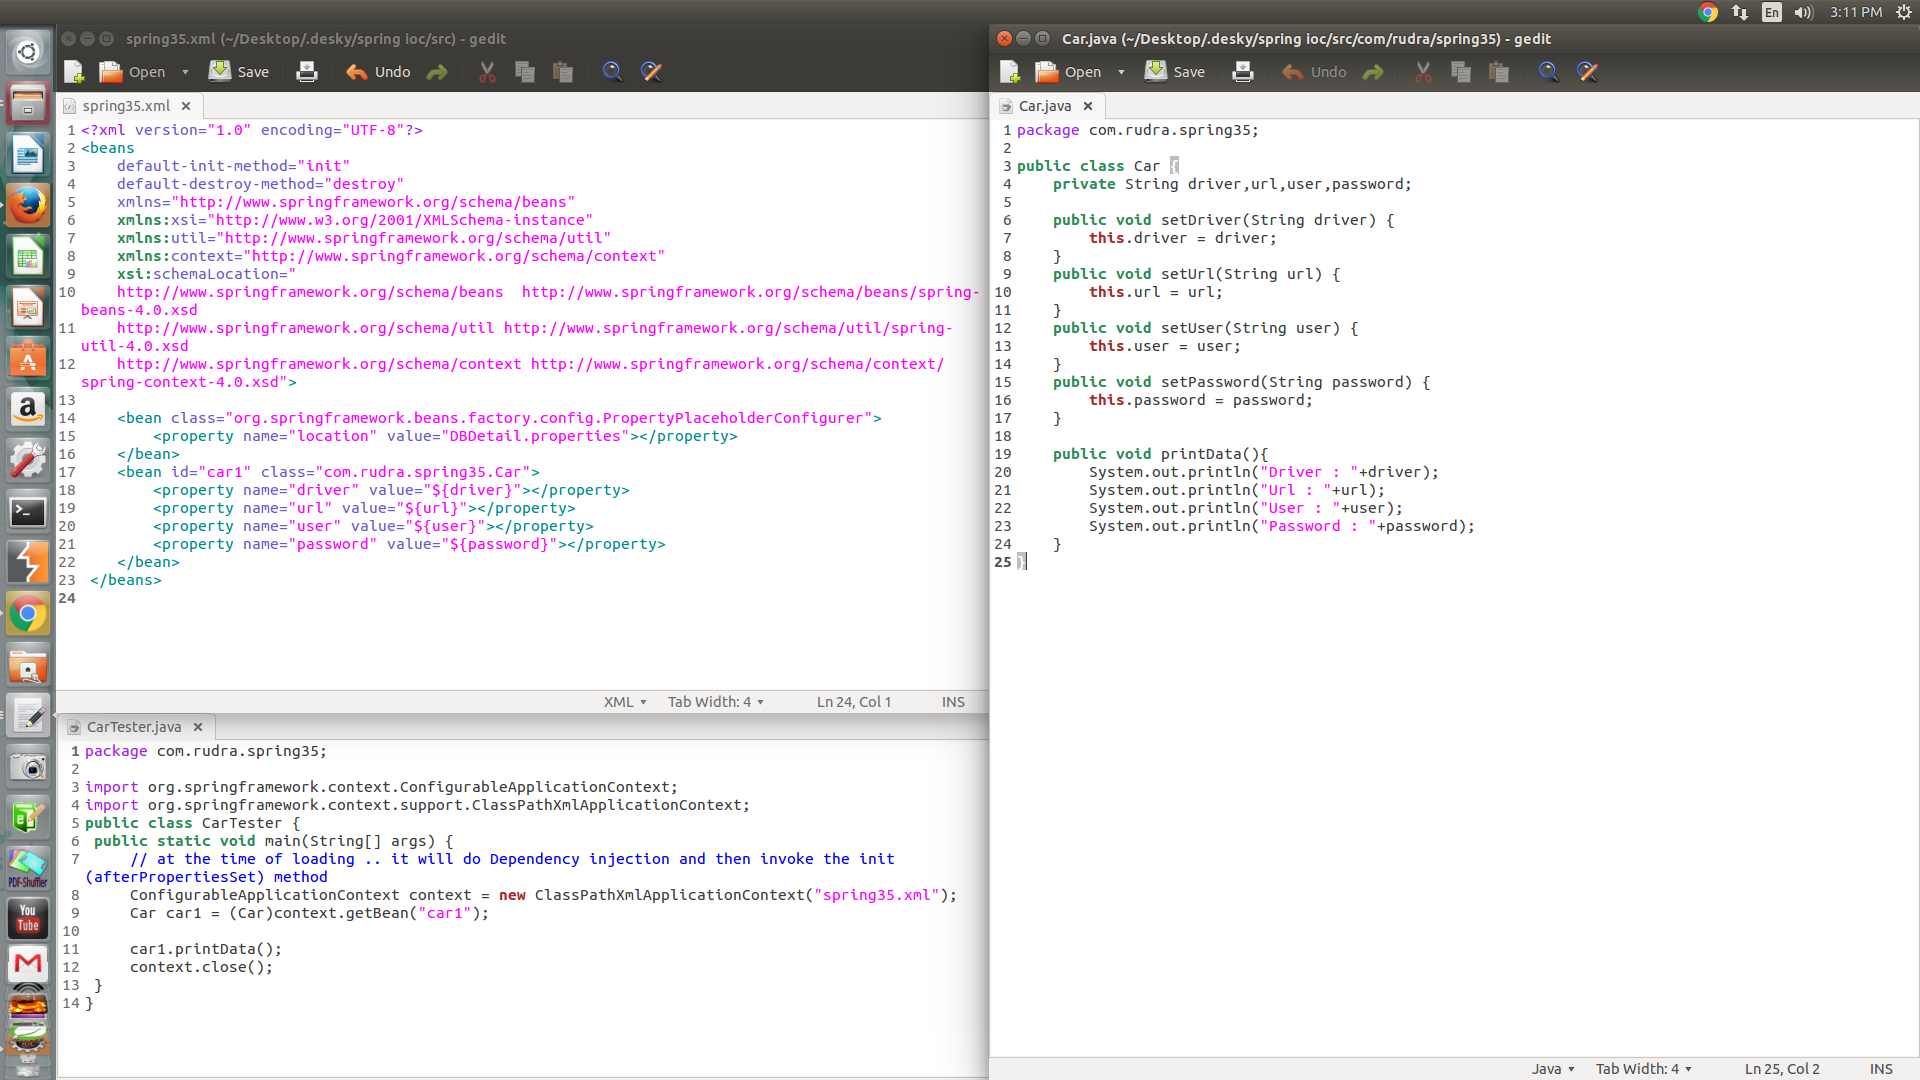 En 3:11 PM
spring35.xml (~/Desktop/.desky/spring ioc/src) - gedit
Open Save Undo
spring35.xml
1 <?xml version="1.0" encoding="UTF-8"?>
2 <beans
3 default-init-method="init"
4 default-destroy-method="destroy"
5 xmlns="http://www.springframework.org/schema/beans"
6 xmlns:xsi="http://www.w3.org/2001/XMLSchema-instance"
7 xmlns:util="http://www.springframework.org/schema/util"
8 xmlns:context="http://www.springframework.org/schema/context"
9 xsi:schemaLocation="
10 http://www.springframework.org/schema/beans  http://www.springframework.org/schema/beans/spring-
beans-4.0.xsd
11 http://www.springframework.org/schema/util http://www.springframework.org/schema/util/spring-
util-4.0.xsd
12 http://www.springframework.org/schema/context http://www.springframework.org/schema/context/
spring-context-4.0.xsd">
13
14 <bean class="org.springframework.beans.factory.config.PropertyPlaceholderConfigurer">
15 <property name="location" value="DBDetail.properties"></property>
16 </bean>
17 <bean id="car1" class="com.rudra.spring35.Car">
18 <property name="driver" value="${driver}"></property>
19 <property name="url" value="${url}"></property>
20 <property name="user" value="${user}"></property>
21 <property name="password" value="${password}"></property>
22 </bean>
23 </beans>
24
XML Tab Width: 4 Ln 24, Col 1 INS
CarTester.java
1 package com.rudra.spring35;
2
3 import org.springframework.context.ConfigurableApplicationContext;
4 import org.springframework.context.support.ClassPathXmlApplicationContext;
5 public class CarTester {
6 public static void main(String[] args) {
7 // at the time of loading .. it will do Dependency injection and then invoke the init
(afterPropertiesSet) method
8 ConfigurableApplicationContext context = new ClassPathXmlApplicationContext("spring35.xml");
9 Car car1 = (Car)context.getBean("car1");
10
11 car1.printData();
12 context.close();
13 }
14 }
Car.java (~/Desktop/.desky/spring ioc/src/com/rudra/spring35) - gedit
Open Save Undo
Car.java
1 package com.rudra.spring35;
2
3 public class Car {
4 private String driver,url,user,password;
5
6 public void setDriver(String driver) {
7 this.driver = driver;
8 }
9 public void setUrl(String url) {
10 this.url = url;
11 }
12 public void setUser(String user) {
13 this.user = user;
14 }
15 public void setPassword(String password) {
16 this.password = password;
17 }
18
19 public void printData(){
20 System.out.println("Driver : "+driver);
21 System.out.println("Url : "+url);
22 System.out.println("User : "+user);
23 System.out.println("Password : "+password);
24 }
25 }
Java Tab Width: 4 Ln 25, Col 2 INS
PDF-Shuffler
You
Tube